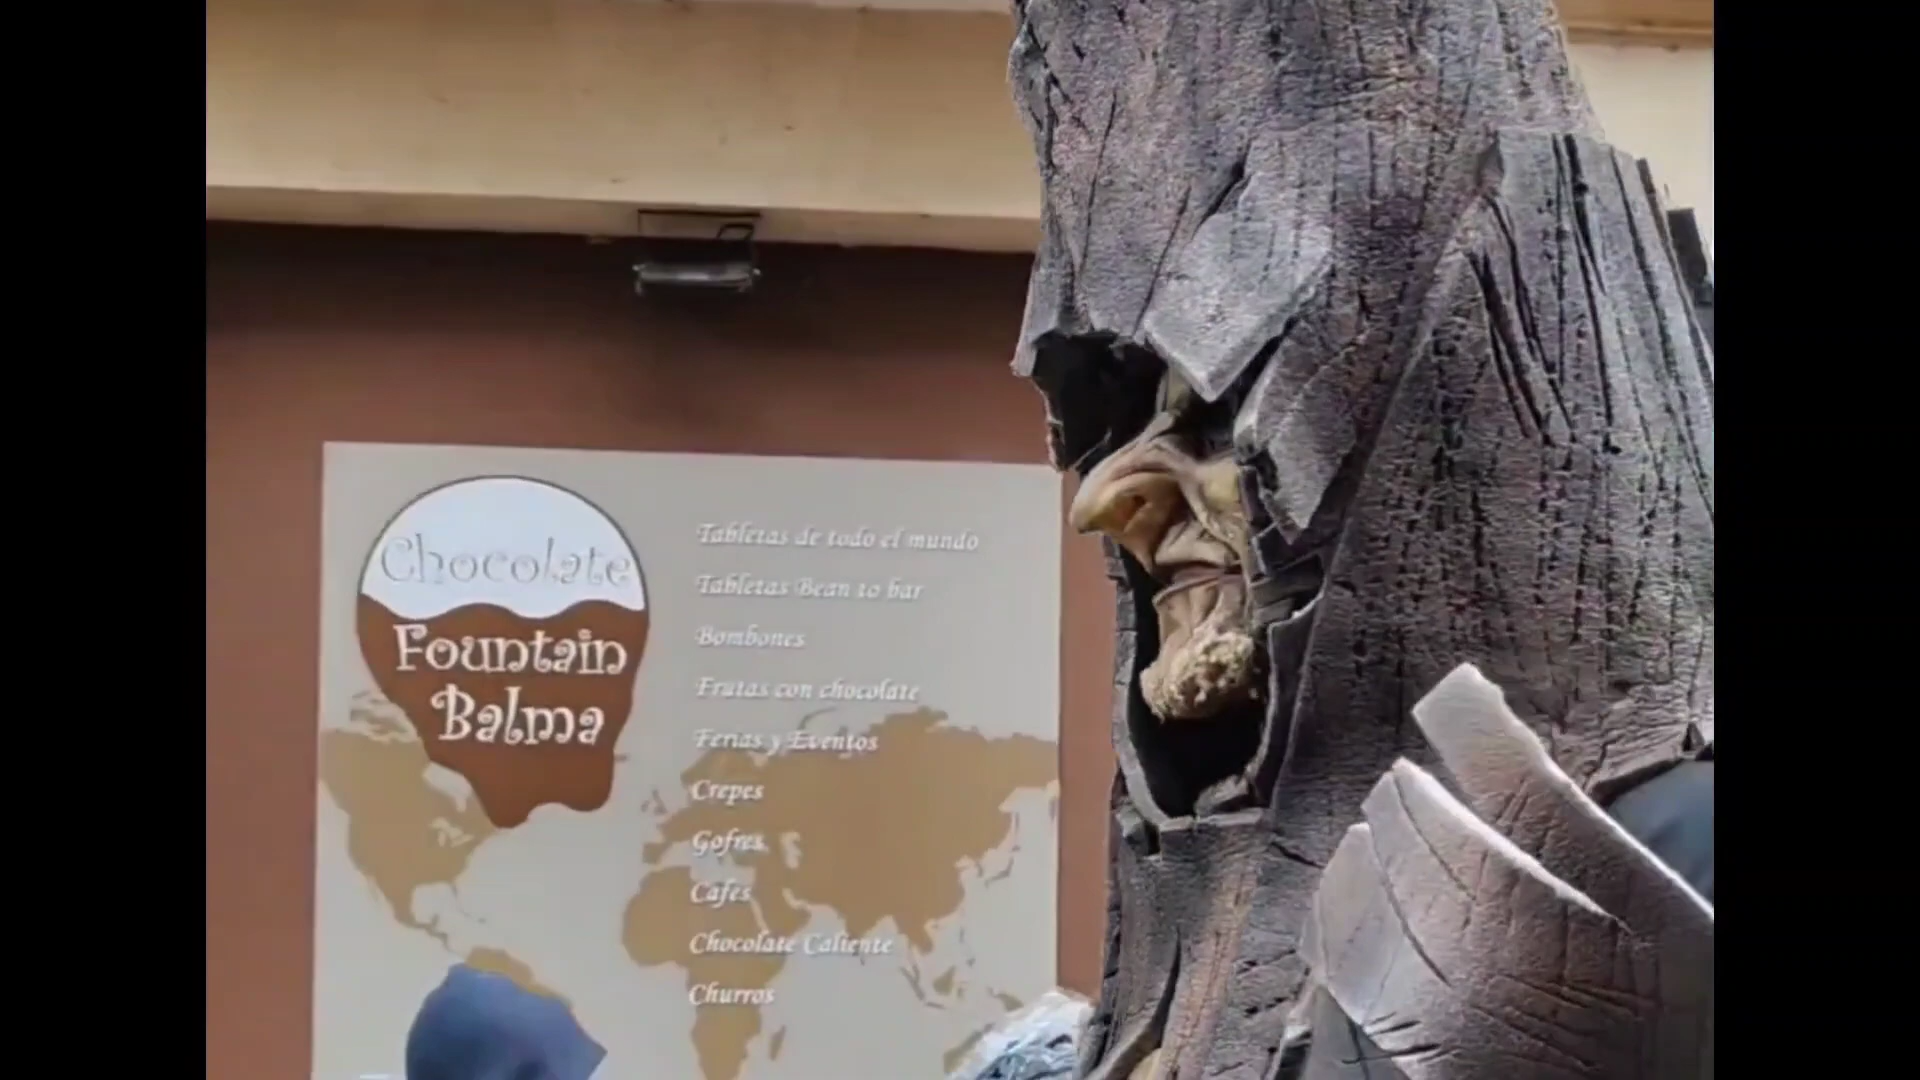 Chocolate
Fountain
Balma
Tabletas de todo el mundo
Tabletas Bean to bar
Bombones
Frutas con chocolate
Ferias y Eventos
Crepes
Gofres
Cafes
Chocolate Caliente
Churros